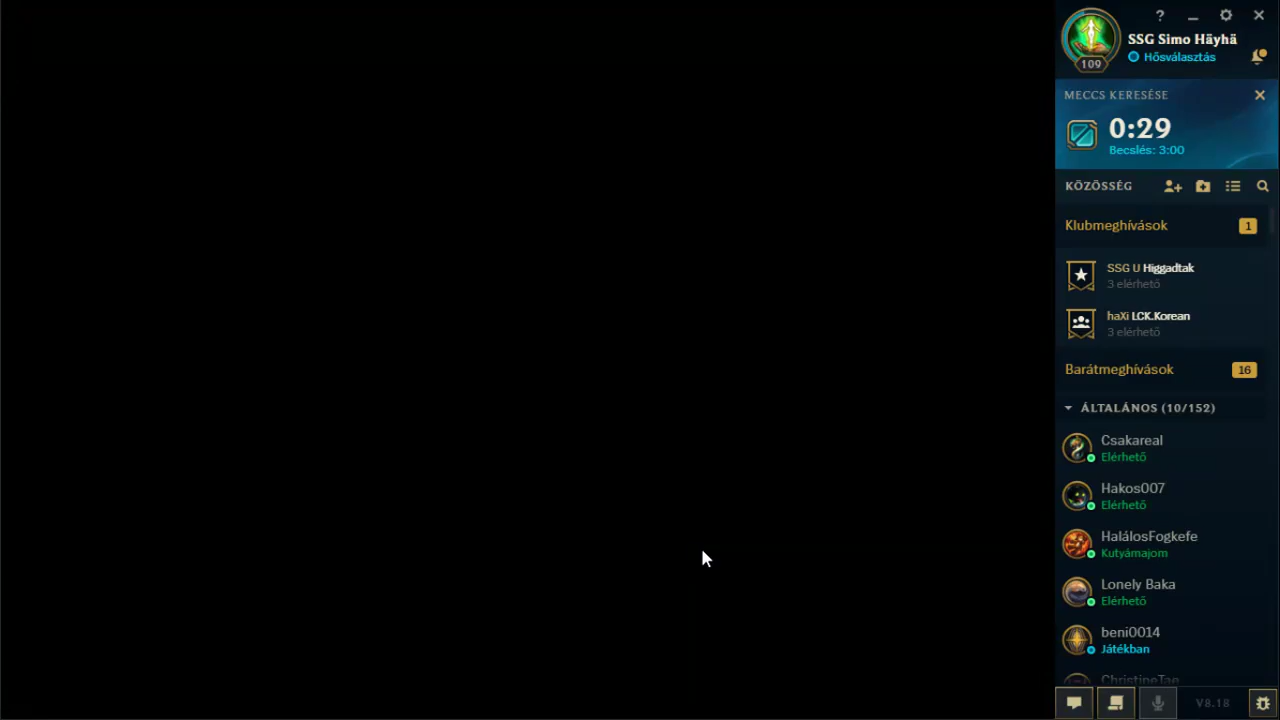 ?
SSG Simo Häyhä
Hősválasztás
109
MECCS KERESÉSE
0:29
Becslés: 3:00
KÖZÖSSÉG
Klubmeghívások 1
SSG U Higgadtak
3 elérhető
haXi LCK.Korean
3 elérhető
Barátmeghívások 16
ÁLTALÁNOS (10/152)
Csakareal
Elérhető
Hakos007
Elérhető
HalálosFogkefe
Kutyámajom
Lonely Baka
Elérhető
beni0014
Játékban
ChristineTae
V8.18